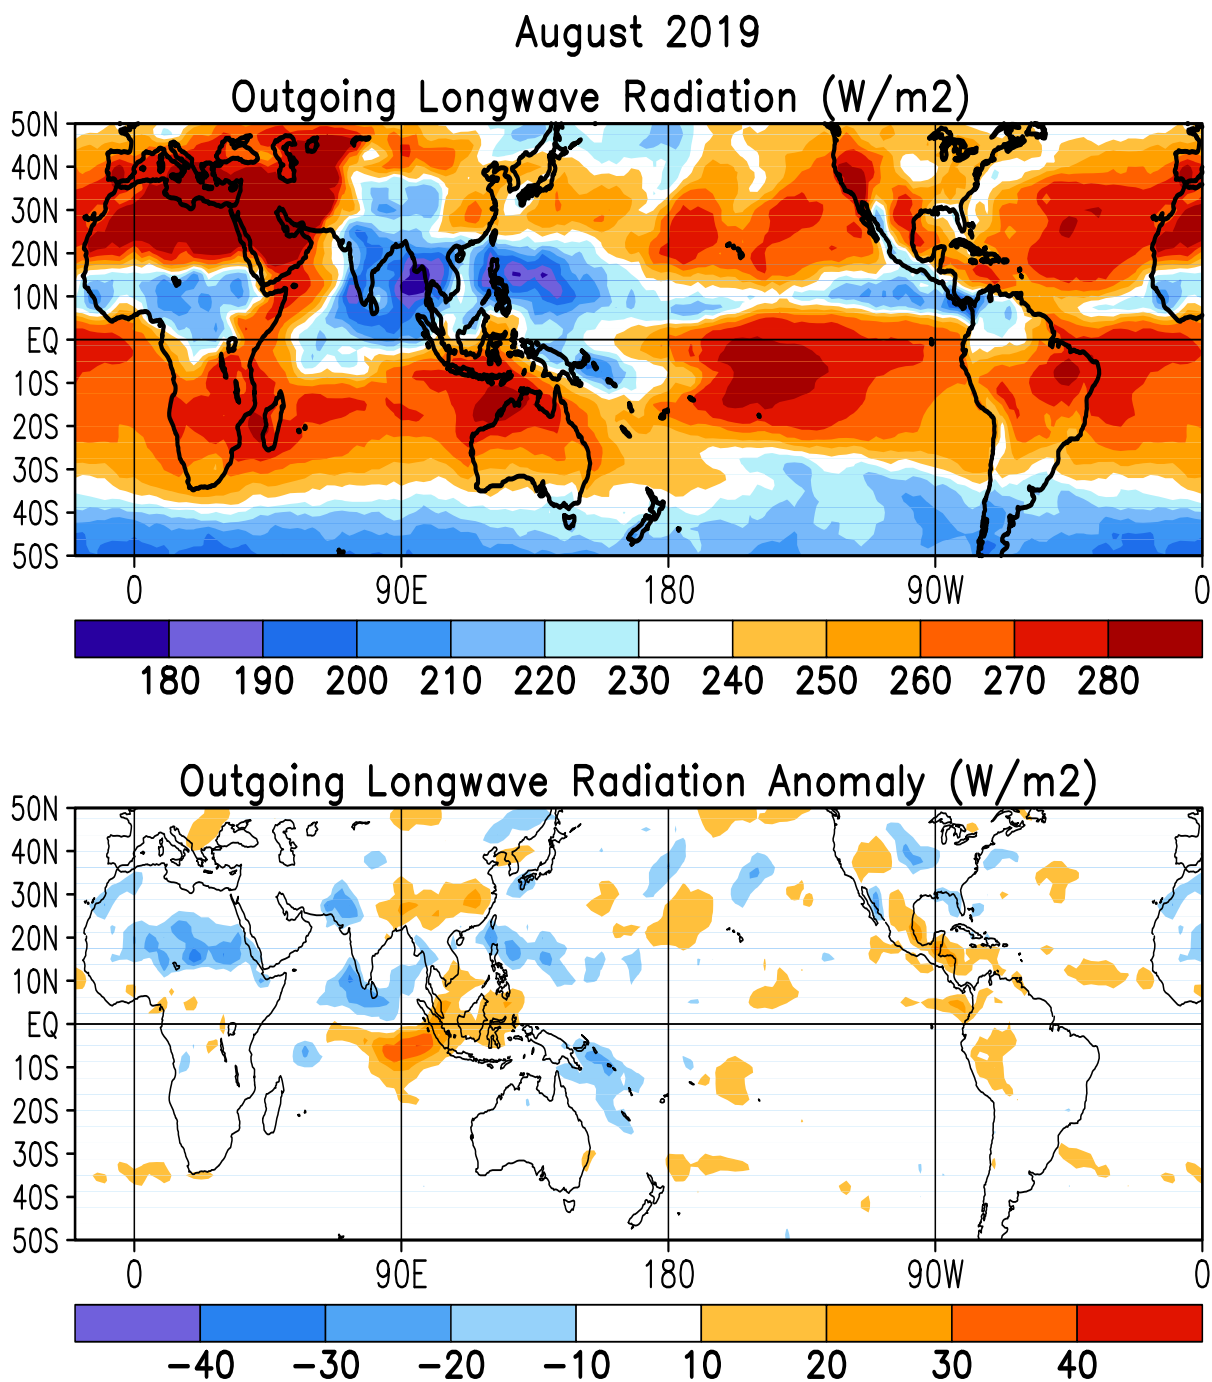 August 2019
Outgoing Longwave Radiation (W/m2)
50N
40N
30N
20N
10N
EQ
10S
20S
30S
40S
50S
0 90E 180 90W 0
180 190 200 210 220 230 240 250 260 270 280
Outgoing Longwave Radiation Anomaly (W/m2)
50N
40N
30N
20N
10N
EQ
10S
20S
30S
40S
50S
0 90E 180 90W 0
−40 −30 −20 −10 10 20 30 40